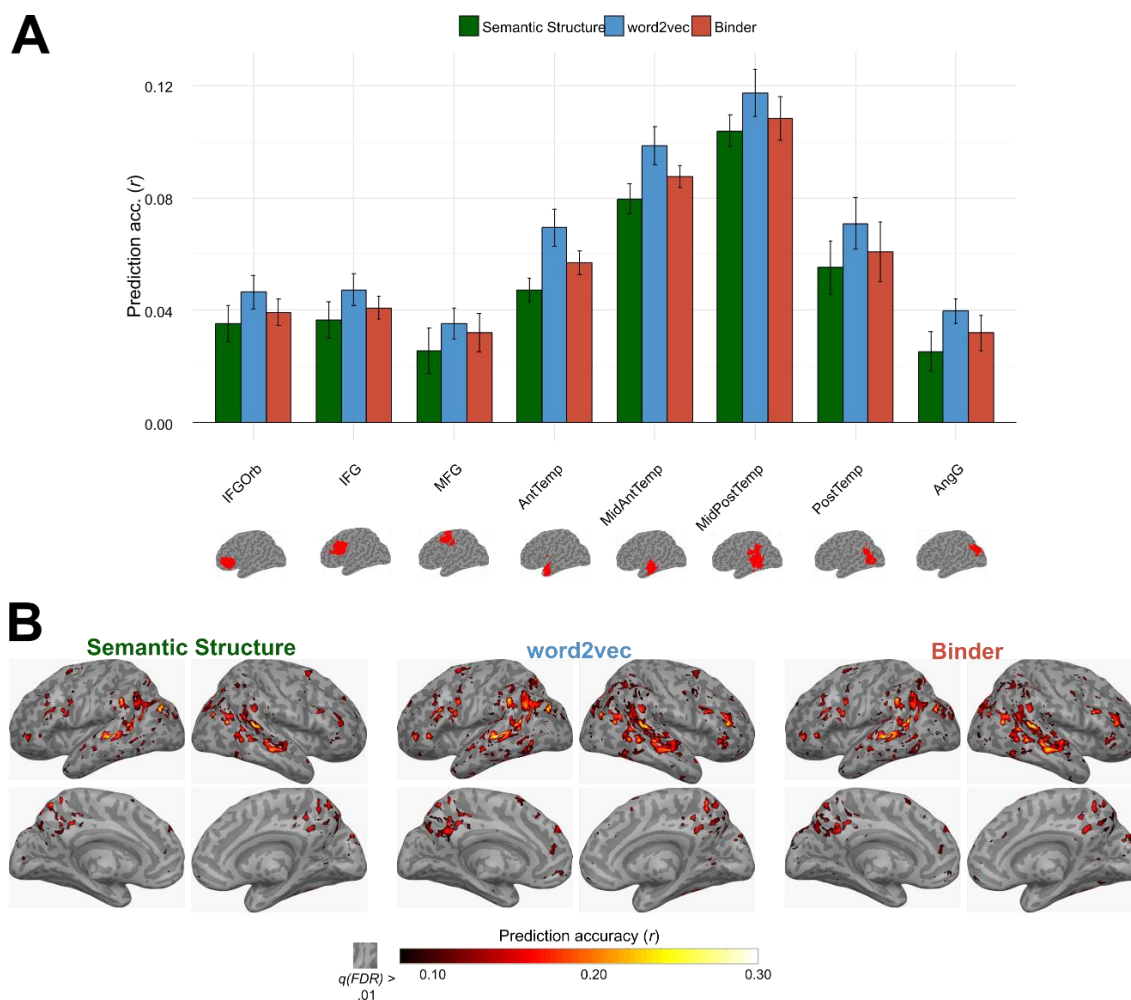 A
Semantic Structure word2vec Binder
Prediction acc. (r)
0.12
0.08
0.04
0.00
IFGOrb
IFG
MFG
AntTemp
MidAntTemp
MidPostTemp
PostTemp
AngG
B
Semantic Structure word2vec Binder
Prediction accuracy (r)
q(FDR) >
.01
0.10 0.20 0.30